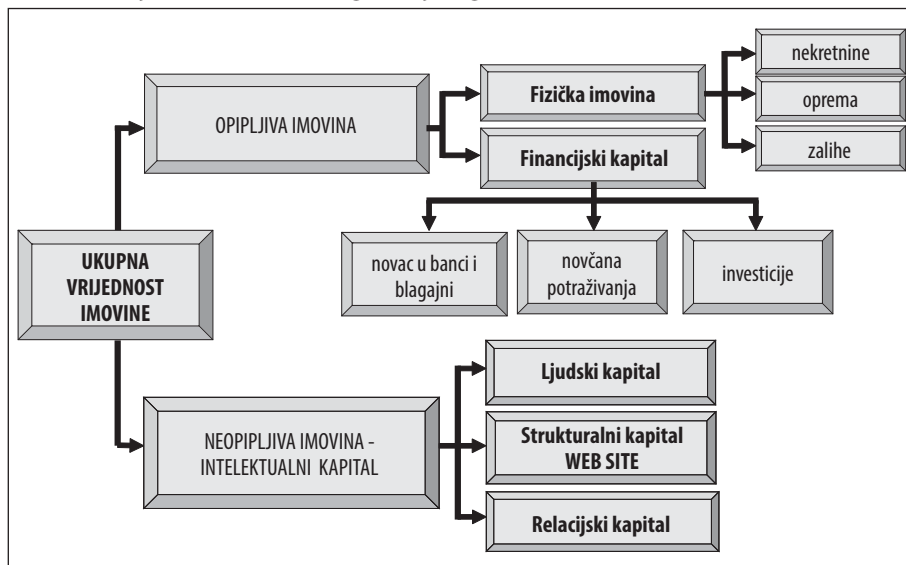 nekretnine
Fizička imovina
OPIPLJIVA IMOVINA
oprema
Financijski kapital
zalihe
UKUPNA
VRIJEDNOST
IMOVINE
novac u banci i
blagajni
novčana
potraživanja
investicije
Ljudski kapital
NEOPIPLJIVA IMOVINA -
INTELEKTUALNI KAPITAL
Strukturalni kapital
WEB SITE
Relacijski kapital